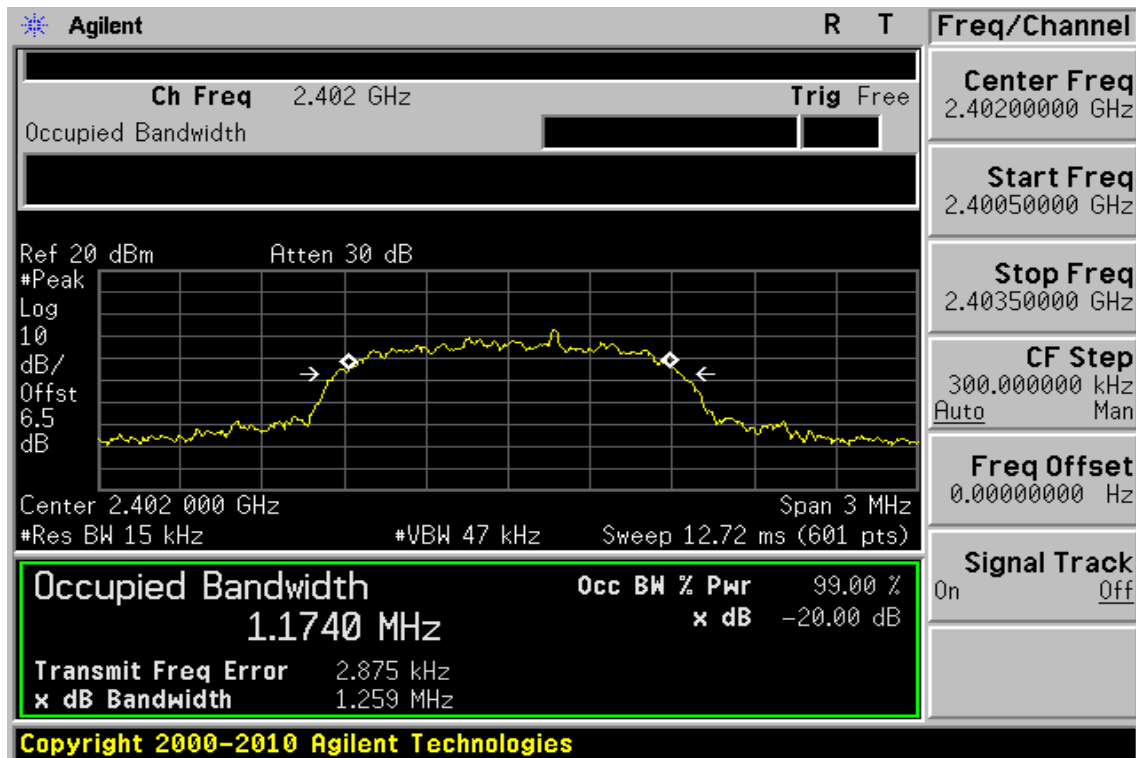 Agilent R T
Ch Freq 2.402 GHz Trig Free
Occupied Bandwidth
Ref 20 dBm Atten 30 dB
#Peak
Log
10
dB/
Offst
6.5
dB
Center 2.402 000 GHz Span 3 MHz
#Res BW 15 kHz #VBW 47 kHz Sweep 12.72 ms (601 pts)
Occupied Bandwidth
1.1740 MHz
Occ BW % Pwr 99.00 %
x dB -20.00 dB
Transmit Freq Error 2.875 kHz
x dB Bandwidth 1.259 MHz
Copyright 2000-2010 Agilent Technologies
Freq/Channel
Center Freq
2.40200000 GHz
Start Freq
2.40050000 GHz
Stop Freq
2.40350000 GHz
CF Step
300.000000 kHz
Auto Man
Freq Offset
0.00000000 Hz
Signal Track
On Off